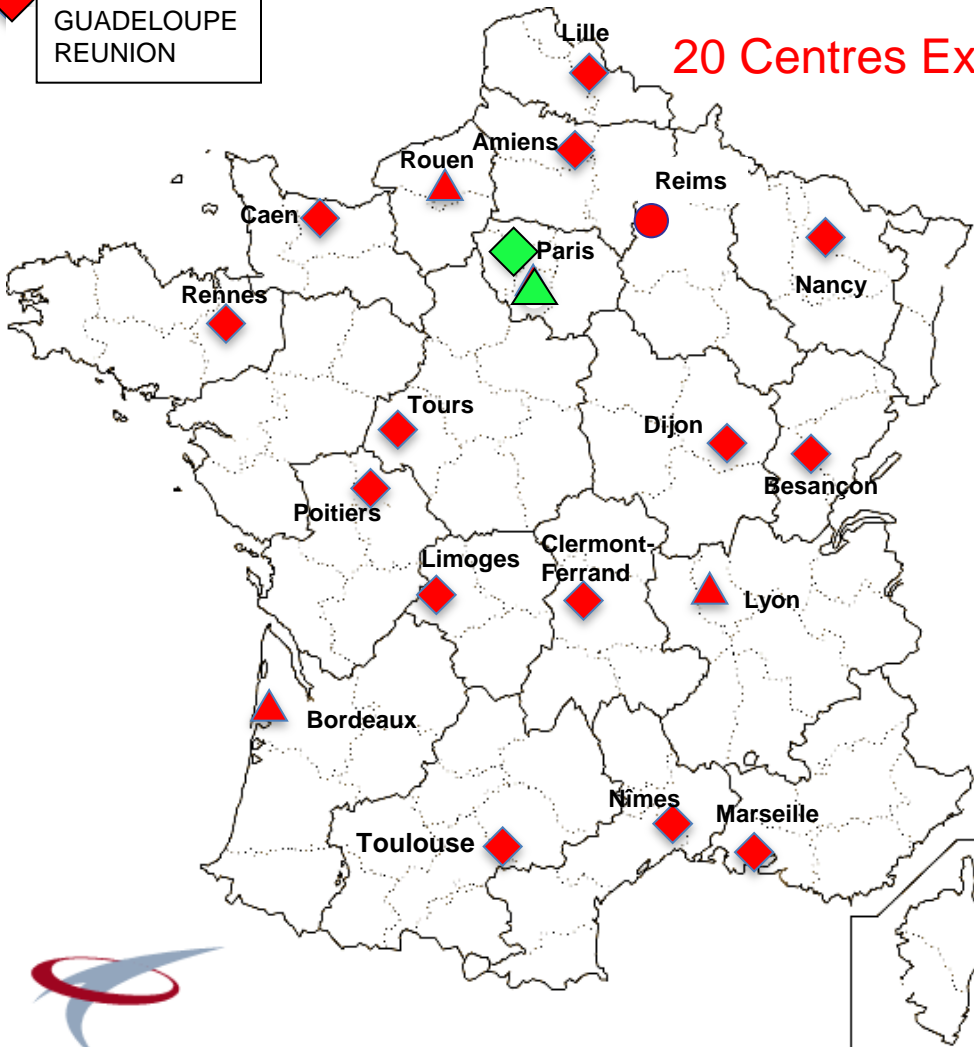 GUADELOUPE
REUNION
20 Centres Ex
Lille
Amiens
Rouen
Reims
Caen
Paris
Nancy
Rennes
Tours
Dijon
Besançon
Poitiers
Limoges
Clermont-
Ferrand
Lyon
Bordeaux
Nîmes
Marseille
Toulouse